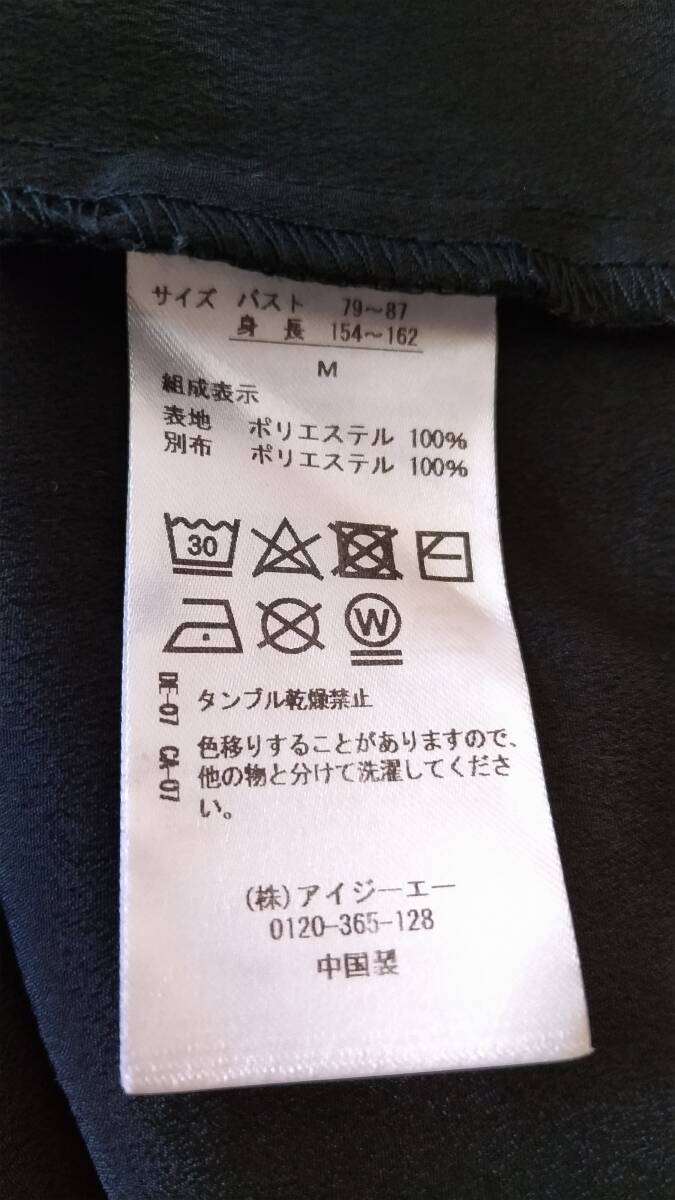 サイズ バスト 79～87
身長 154～162
M
組成表示
表地 ポリエステル 100%
別布 ポリエステル 100%
30
W
DE-07 CA-07
タンブル乾燥禁止
色移りすることがありますので、
他の物と分けて洗濯してくださ
い。
(株)アイジーエー
0120-365-128
中国製